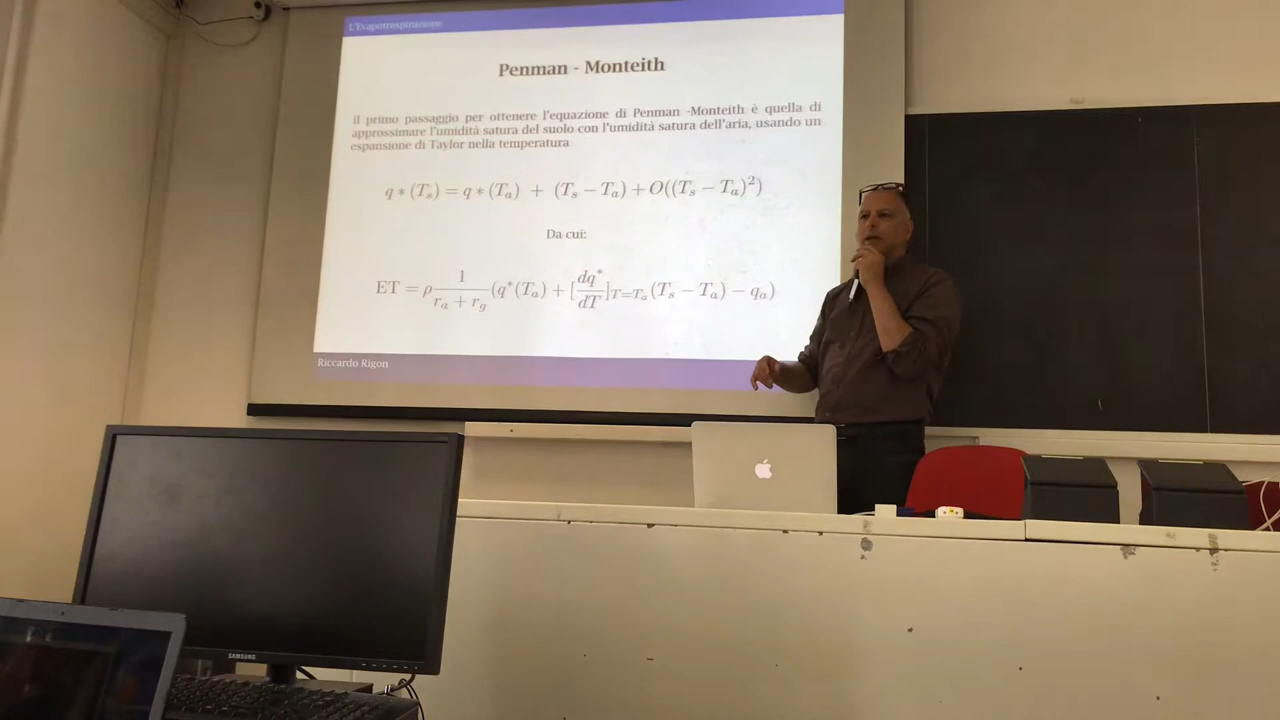 L'Evapotraspirazione
Penman - Monteith
il primo passaggio per ottenere l'equazione di Penman -Monteith è quella di
approssimare l'umidità satura del suolo con l'umidità satura dell'aria, usando un
espansione di Taylor nella temperatura
q ∗ (T_s) = q ∗ (T_a) + (T_s − T_a) + O((T_s − T_a)^2)
Da cui:
ET = ρ \frac{1}{r_a + r_g} (q^*(T_a) + [\frac{dq^*}{dT}]_{T=T_a} (T_s − T_a) − q_a)
Riccardo Rigon
SAMSUNG